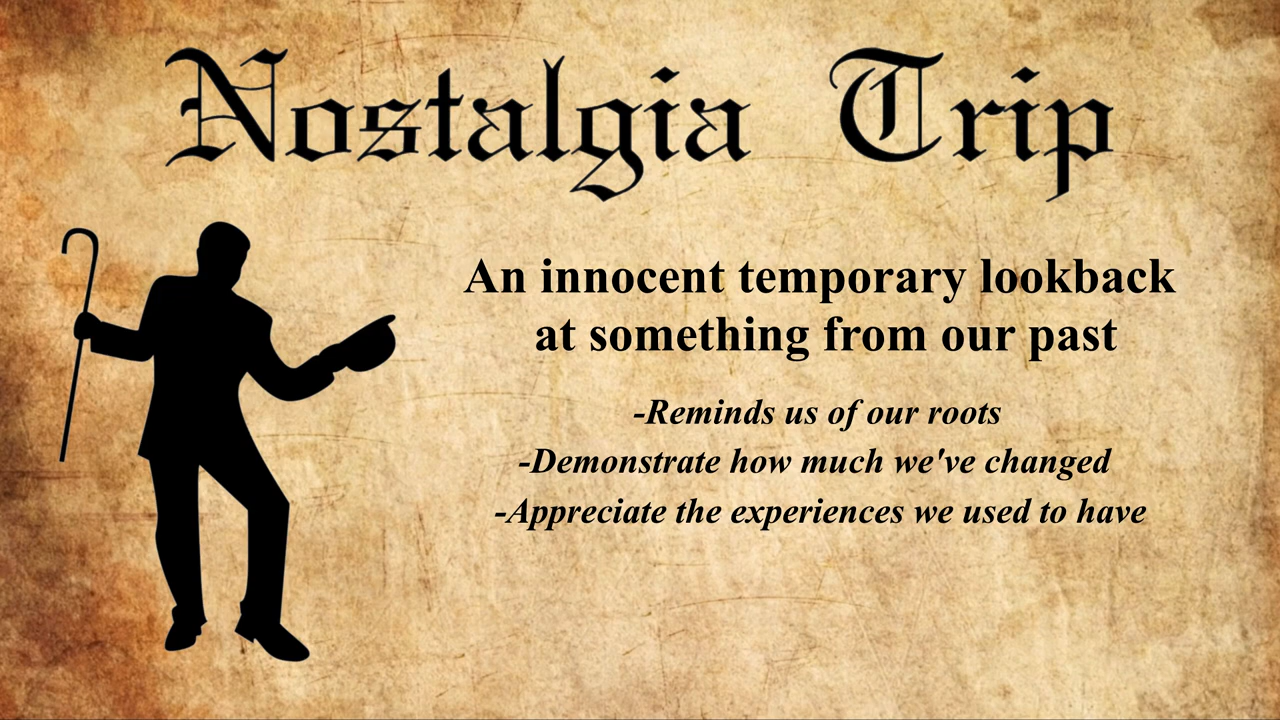 Nostalgia Trip
An innocent temporary lookback
at something from our past
-Reminds us of our roots
-Demonstrate how much we've changed
-Appreciate the experiences we used to have